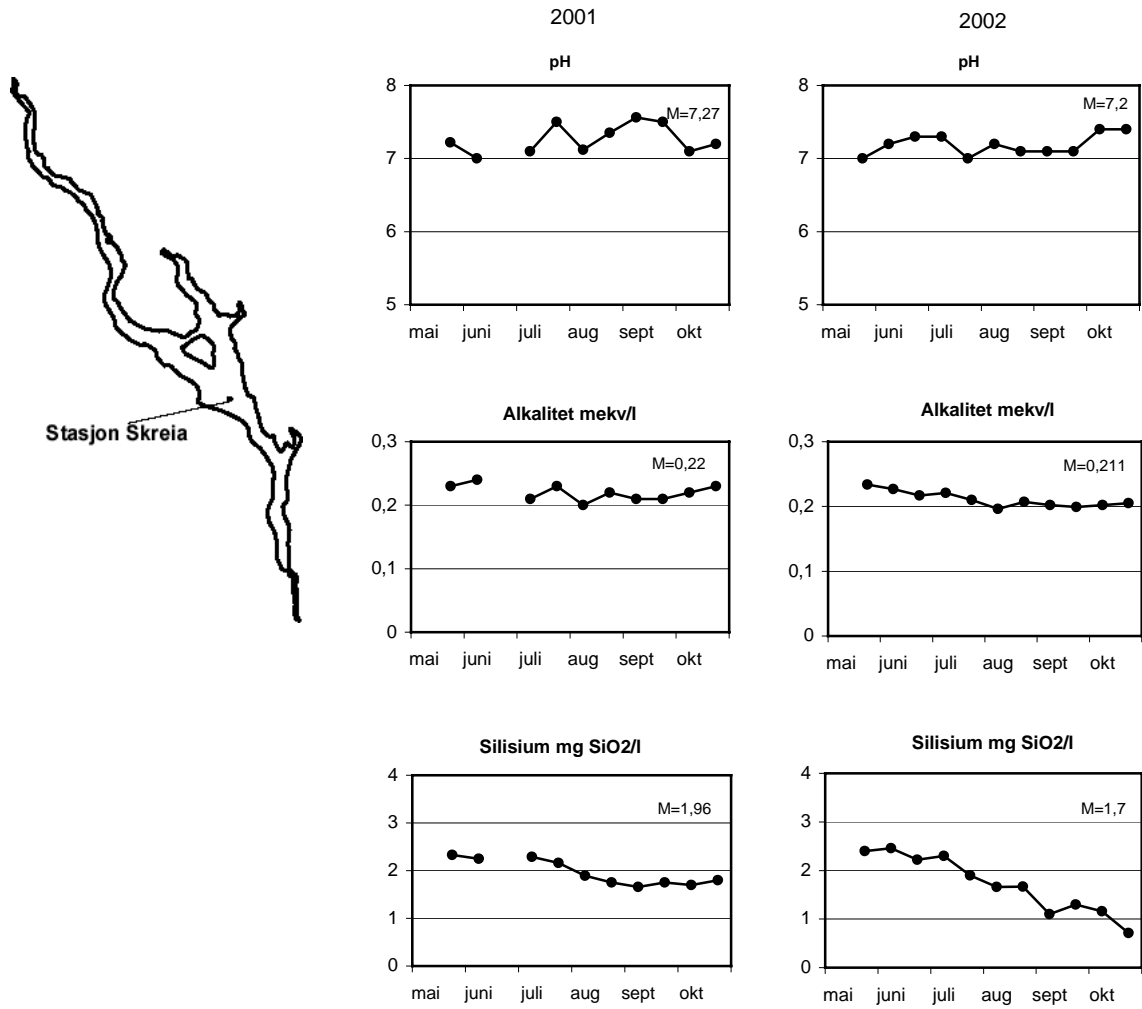 2001
2002
pH
8
7
6
5
M=7,27
mai juni juli aug sept okt
pH
8
7
6
5
M=7,2
mai juni juli aug sept okt
Stasjon Skreia
Alkalitet mekv/l
0,3
0,2
0,1
0
M=0,22
mai juni juli aug sept okt
Alkalitet mekv/l
0,3
0,2
0,1
0
M=0,211
mai juni juli aug sept okt
Silisium mg SiO2/l
4
3
2
1
0
M=1,96
mai juni juli aug sept okt
Silisium mg SiO2/l
4
3
2
1
0
M=1,7
mai juni juli aug sept okt